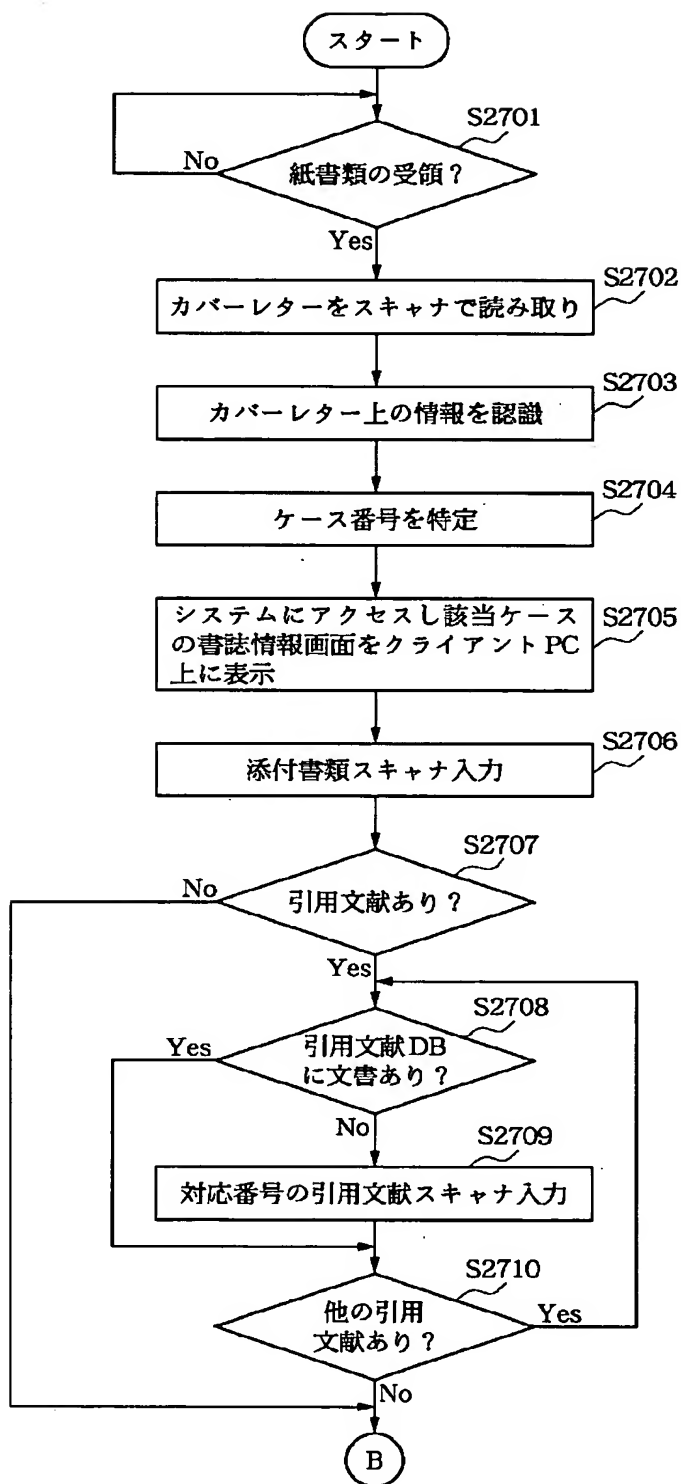 スタート
S2701
No
紙書類の受領?
Yes
S2702
カバーレターをスキャナで読み取り
S2703
カバーレター上の情報を認識
S2704
ケース番号を特定
システムにアクセスし該当ケース
S2705
の書誌情報画面をクライアントPC
上に表示
S2706
添付書類スキャナ入力
S2707
No
引用文献あり?
Yes
S2708
Yes
引用文献DB
に文書あり?
No
S2709
対応番号の引用文献スキャナ入力
S2710
他の引用
Yes
文献あり?
No
B